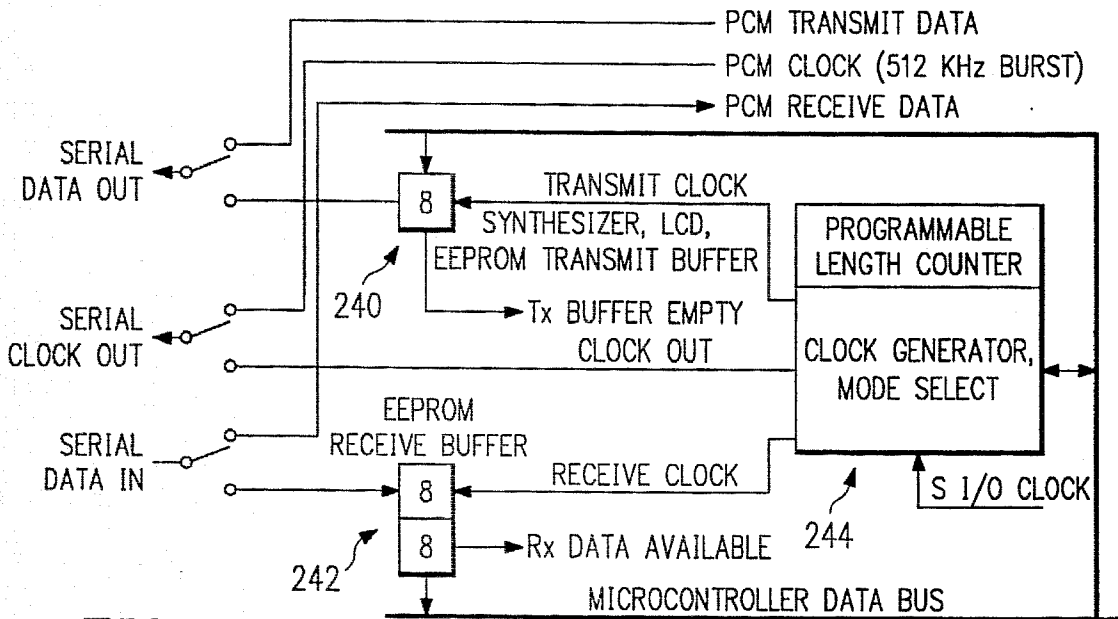 PCM TRANSMIT DATA
PCM CLOCK (512 KHz BURST)
PCM RECEIVE DATA
SERIAL
DATA OUT
8
TRANSMIT CLOCK
SYNTHESIZER, LCD,
EEPROM TRANSMIT BUFFER
PROGRAMMABLE
LENGTH COUNTER
240
Tx BUFFER EMPTY
SERIAL
CLOCK OUT
CLOCK OUT
CLOCK GENERATOR,
MODE SELECT
EEPROM
RECEIVE BUFFER
SERIAL
DATA IN
8
RECEIVE CLOCK
S I/O CLOCK
244
8
Rx DATA AVAILABLE
242
MICROCONTROLLER DATA BUS